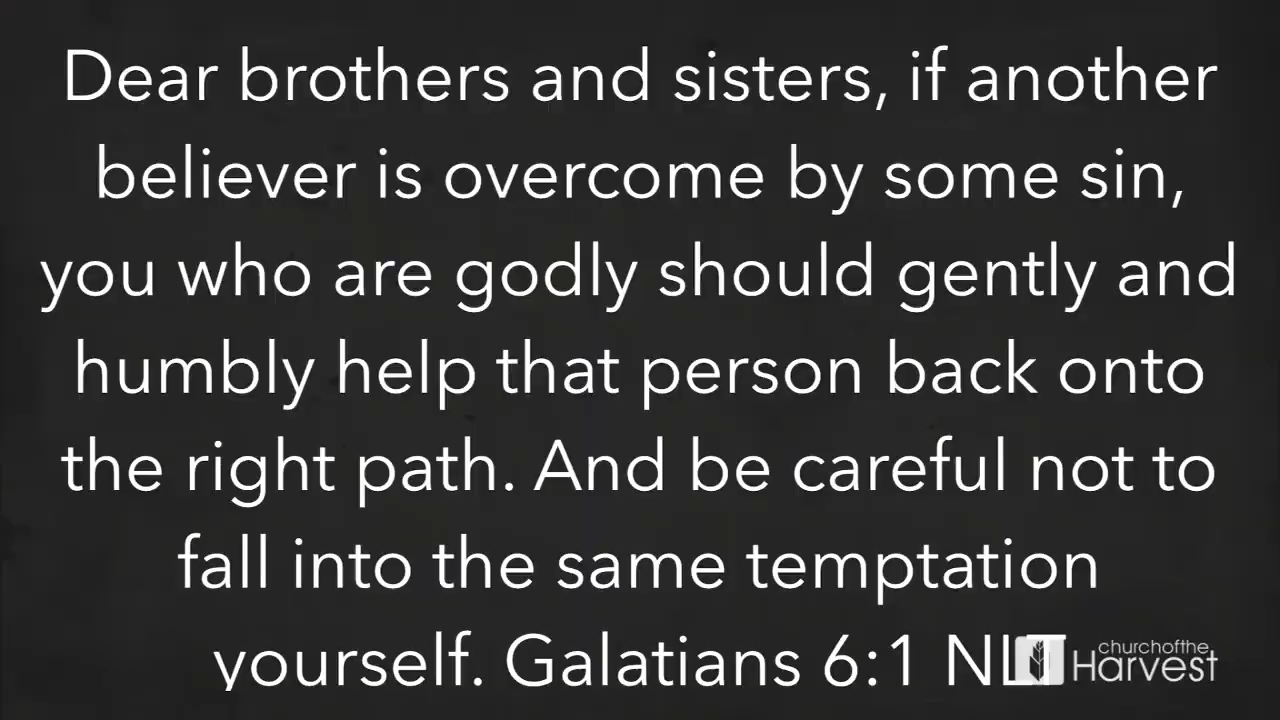 Dear brothers and sisters, if another
believer is overcome by some sin,
you who are godly should gently and
humbly help that person back onto
the right path. And be careful not to
fall into the same temptation
yourself. Galatians 6:1 NLT
churchofthe
Harvest